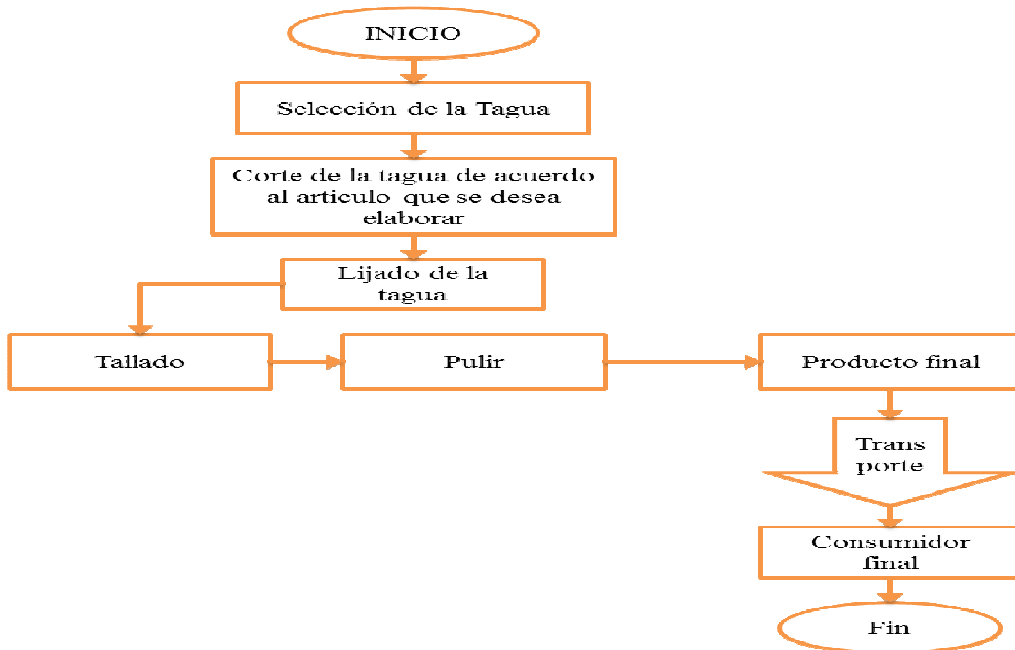 INICIO
Selección de la Tagua
Corte de la tagua de acuerdo
al articulo que se desea
elaborar
Lijado de la
tagua
Tallado
Pulir
Producto final
Trans
porte
Consumidor
final
Fin